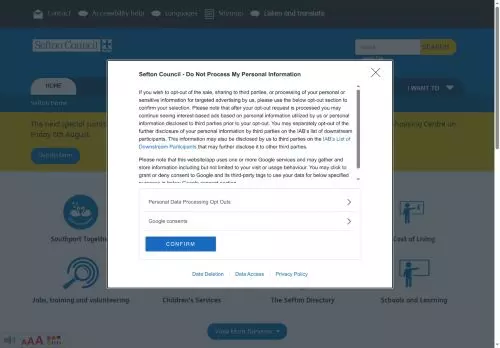 Contact
Accessibility help
Languages
Sitemap
Listen and translate
Sefton Council
SEARCH
HOME
I WANT TO
Sefton Council - Do Not Process My Personal Information
If you wish to opt-out of the sale, sharing to third parties, or processing of your personal or
sensitive information for targeted advertising by us, please use the below opt-out section to
confirm your selection. Please note that after your opt-out request is processed you may
continue seeing interest-based ads based on personal information utilized by us or personal
information disclosed to third parties prior to your opt-out. You may separately opt-out of the
further disclosure of your personal information by third parties on the IAB's list of downstream
participants. This information may also be disclosed by us to third parties on the IAB's List of
Downstream Participants that may further disclose it to other third parties.
Please note that this website/app uses one or more Google services and may gather and
store information including but not limited to your visit or usage behaviour. You may click to
grant or deny consent to Google and its third-party tags to use your data for below specified
Personal Data Processing Opt Outs
Google consents
CONFIRM
Data Deletion
Data Access
Privacy Policy
The next special
Centre on
Friday 5th August
Southport Together
Cost of Living
Jobs, training and volunteering
Children's Services
The Sefton Directory
Schools and Learning
View More Services
AAA